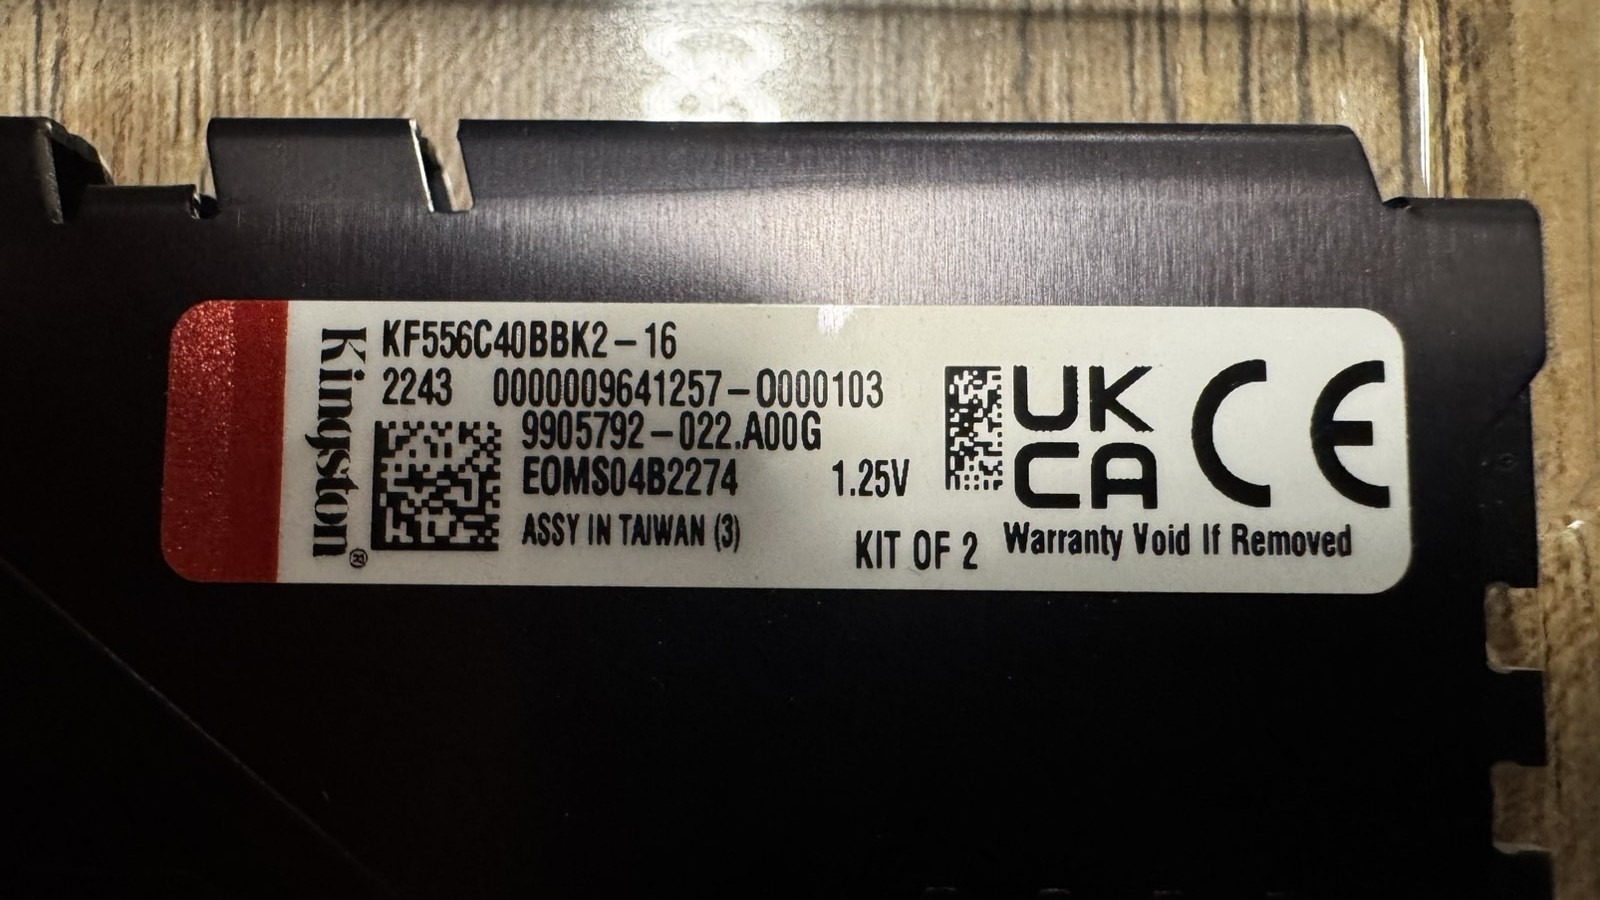 Kingston®
KF556C40BBK2-16
2243 0000009641257-O000103
9905792-022.A00G
EOMS04B2274 1.25V
ASSY IN TAIWAN (3)
KIT OF 2
UK
CA
CE
Warranty Void If Removed